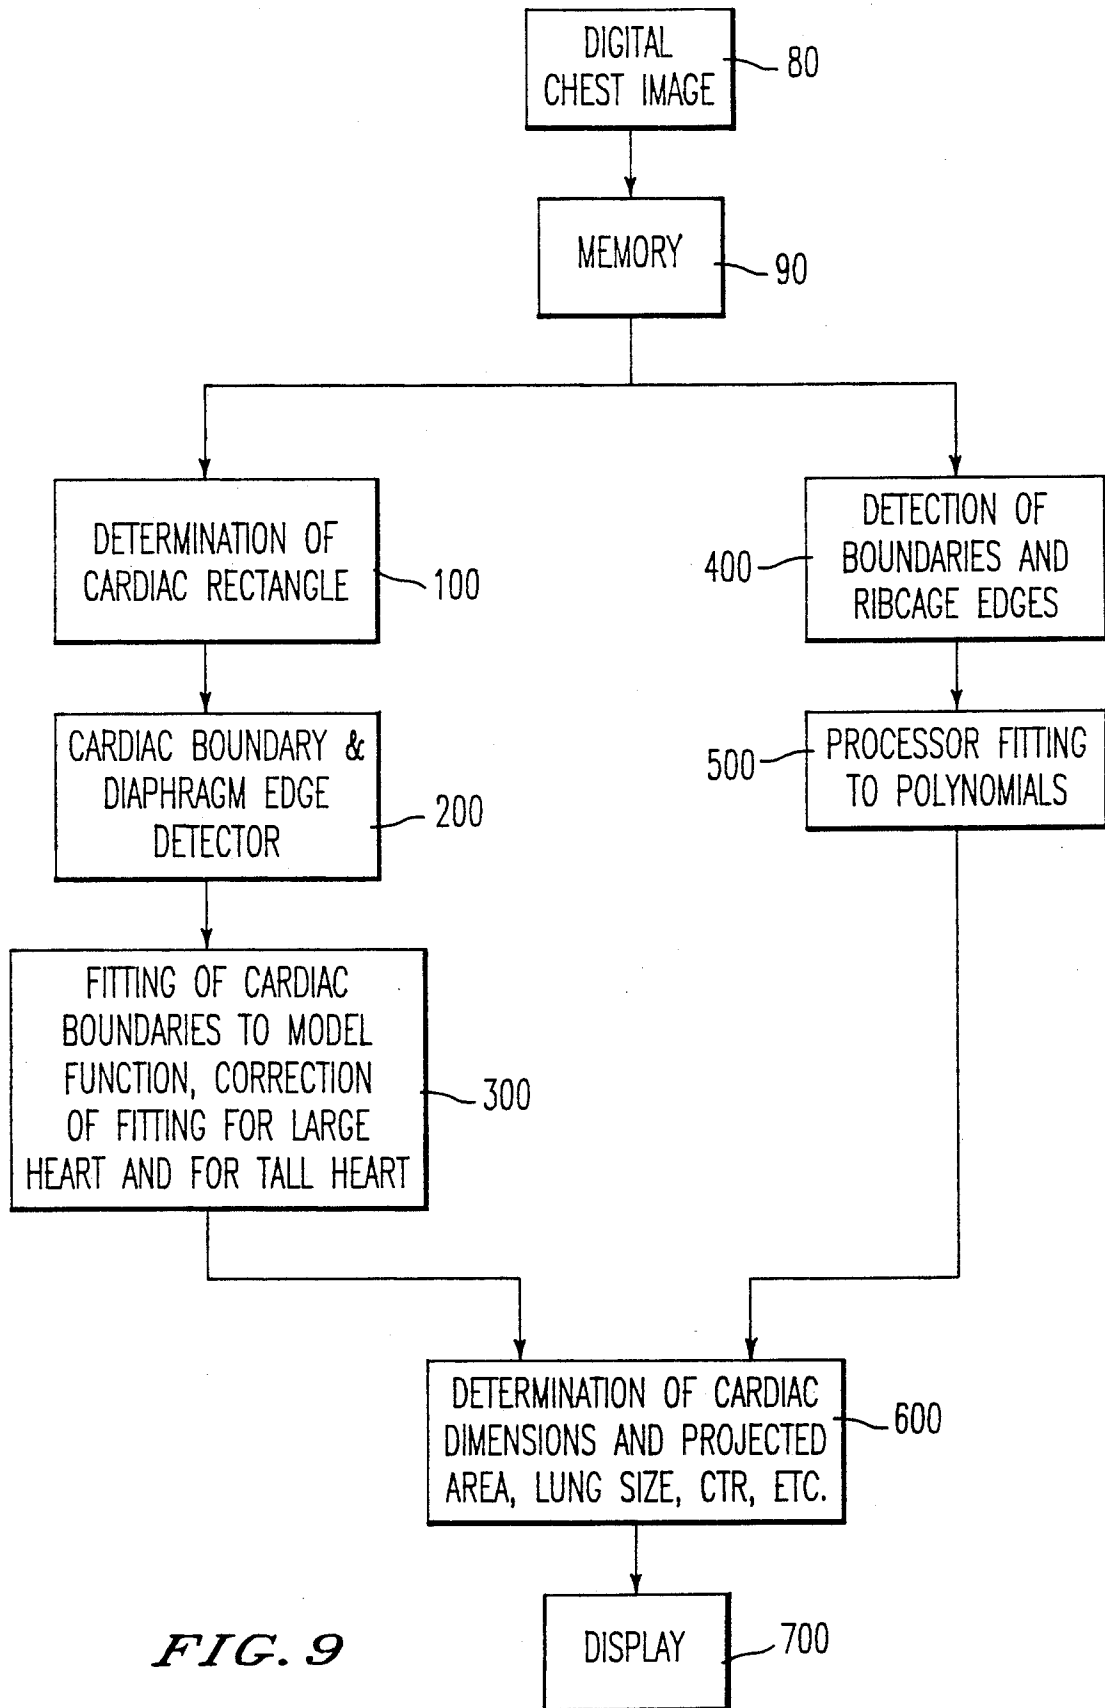 DIGITAL
CHEST IMAGE
80
MEMORY
90
DETERMINATION OF
CARDIAC RECTANGLE
100
DETECTION OF
BOUNDARIES AND
RIBCAGE EDGES
400
CARDIAC BOUNDARY &
DIAPHRAGM EDGE
DETECTOR
200
PROCESSOR FITTING
TO POLYNOMIALS
500
FITTING OF CARDIAC
BOUNDARIES TO MODEL
FUNCTION, CORRECTION
OF FITTING FOR LARGE
HEART AND FOR TALL HEART
300
DETERMINATION OF CARDIAC
DIMENSIONS AND PROJECTED
AREA, LUNG SIZE, CTR, ETC.
600
DISPLAY
700
FIG. 9